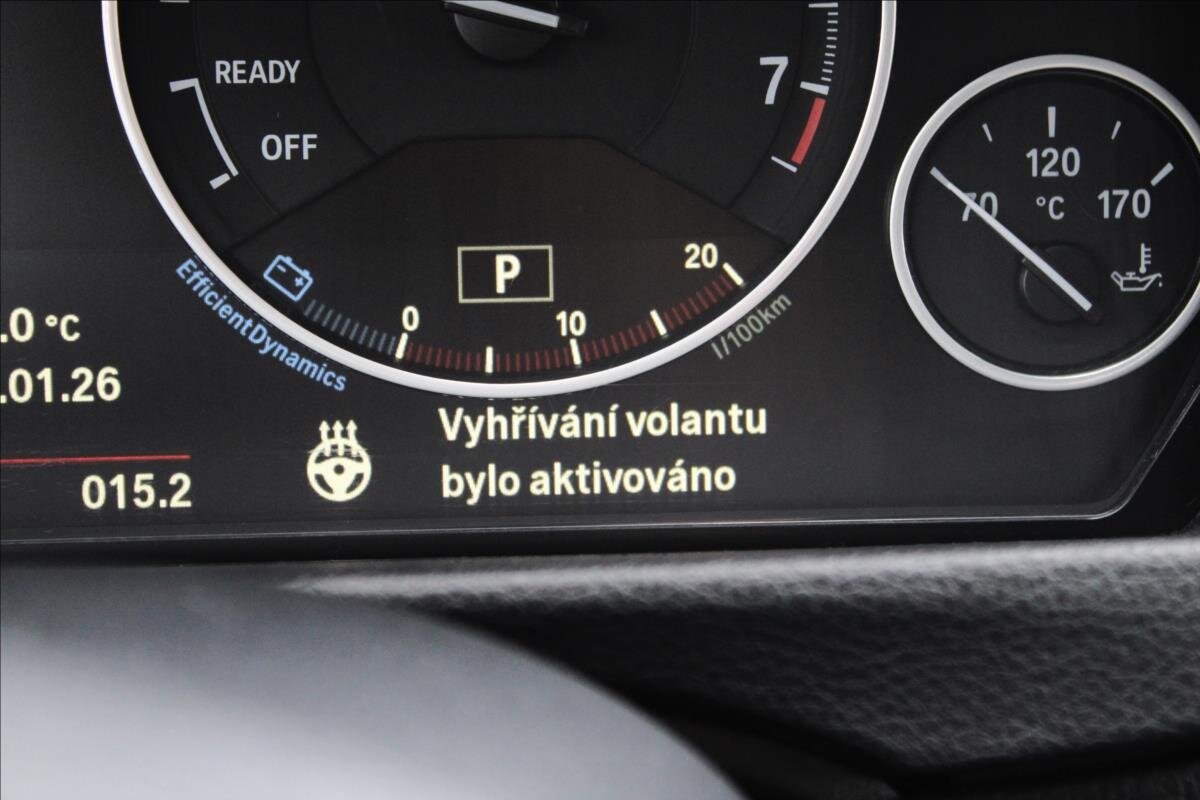 READY
7
OFF
120
70 °C 170
P
20
EfficientDynamics
0
10
l/100km
.0 °C
.01.26
Vyhřívání volantu
bylo aktivováno
015.2